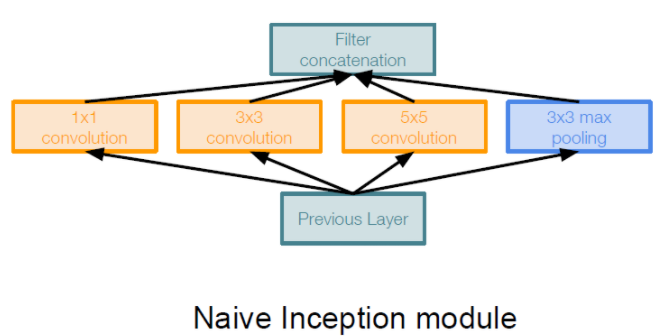 Filter
concatenation
1x1
convolution
3x3
convolution
5x5
convolution
3x3 max
pooling
Previous Layer
Naive Inception module